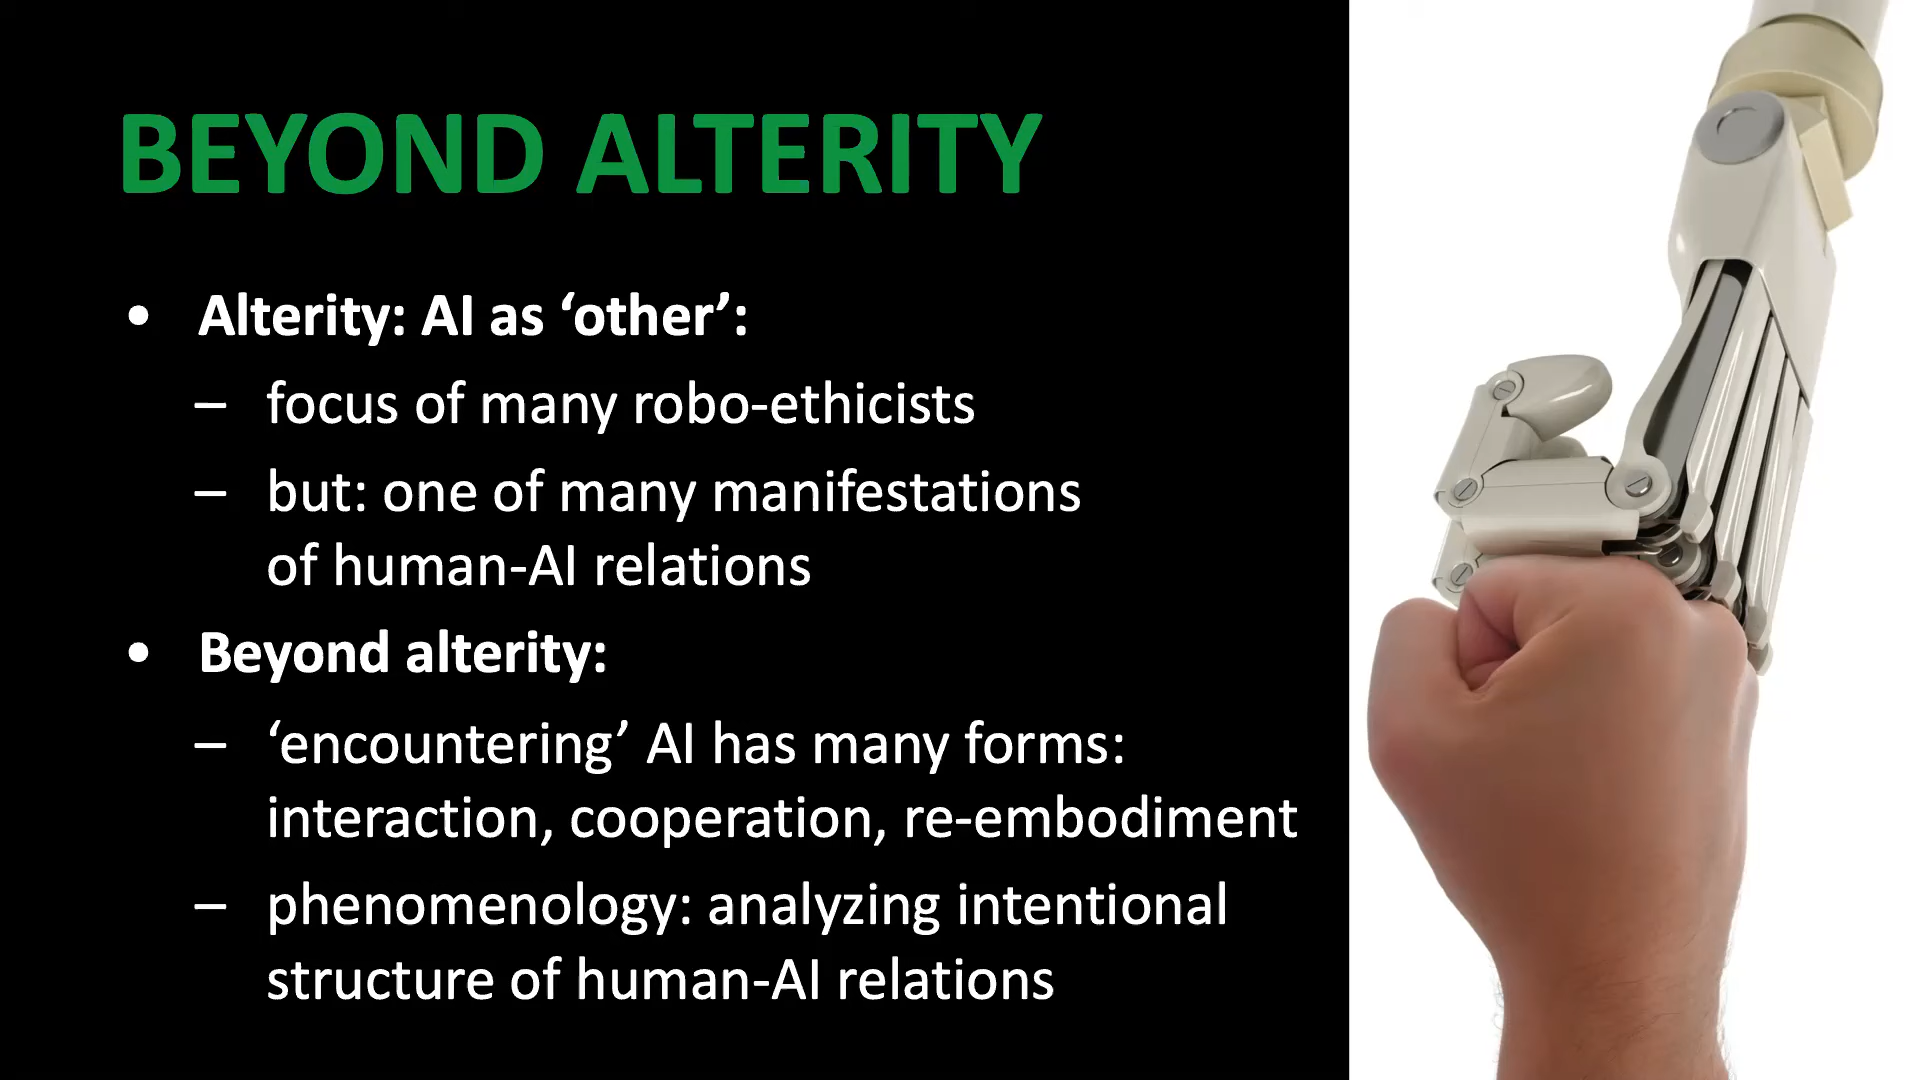 BEYOND ALTERITY
• Alterity: AI as ‘other’:
– focus of many robo-ethicists
– but: one of many manifestations
of human-AI relations
• Beyond alterity:
– ‘encountering’ AI has many forms:
interaction, cooperation, re-embodiment
– phenomenology: analyzing intentional
structure of human-AI relations